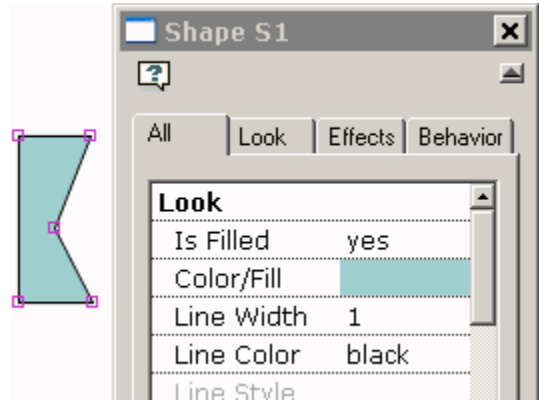 Shape S1
All Look Effects Behavior
Look
Is Filled yes
Color/Fill
Line Width 1
Line Color black
Line Style